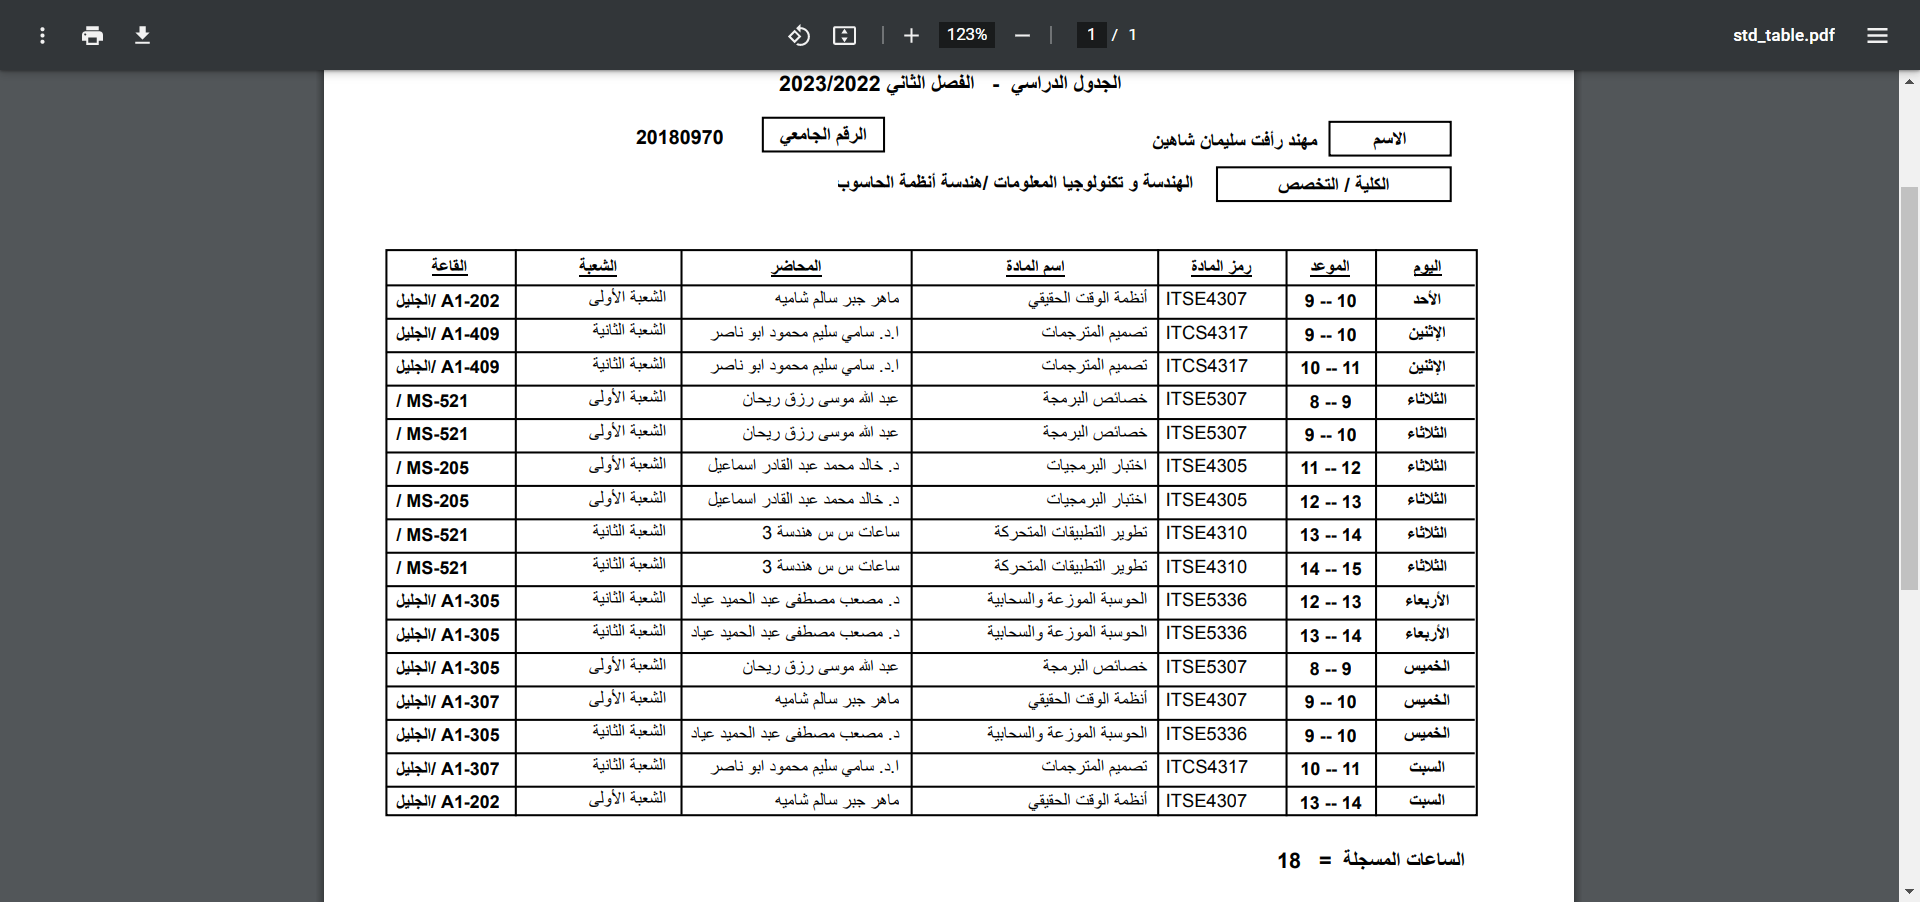 123%
1 / 1
std_table.pdf
الجدول الدراسي - الفصل الثاني 2023/2022
الاسم مهند رأفت سليمان شاهين الرقم الجامعي 20180970
الكلية / التخصص الهندسة و تكنولوجيا المعلومات /هندسة أنظمة الحاسوب
اليوم الموعد رمز المادة اسم المادة المحاضر الشعبة القاعة
الأحد 9 -- 10 ITSE4307 أنظمة الوقت الحقيقي ماهر جبر سالم شاميه الشعبة الأولى A1-202 /الجليل
الإثنين 9 -- 10 ITCS4317 تصميم المترجمات ا.د. سامي سليم محمود ابو ناصر الشعبة الثانية A1-409 /الجليل
الإثنين 10 -- 11 ITCS4317 تصميم المترجمات ا.د. سامي سليم محمود ابو ناصر الشعبة الثانية A1-409 /الجليل
الثلاثاء 8 -- 9 ITSE5307 خصائص البرمجة عبد الله موسى رزق ريحان الشعبة الأولى MS-521 /
الثلاثاء 9 -- 10 ITSE5307 خصائص البرمجة عبد الله موسى رزق ريحان الشعبة الأولى MS-521 /
الثلاثاء 11 -- 12 ITSE4305 اختبار البرمجيات د. خالد محمد عبد القادر اسماعيل الشعبة الأولى MS-205 /
الثلاثاء 12 -- 13 ITSE4305 اختبار البرمجيات د. خالد محمد عبد القادر اسماعيل الشعبة الأولى MS-205 /
الثلاثاء 13 -- 14 ITSE4310 تطوير التطبيقات المتحركة ساعات س س هندسة 3 الشعبة الثانية MS-521 /
الثلاثاء 14 -- 15 ITSE4310 تطوير التطبيقات المتحركة ساعات س س هندسة 3 الشعبة الثانية MS-521 /
الأربعاء 12 -- 13 ITSE5336 الحوسبة الموزعة والسحابية د. مصعب مصطفى عبد الحميد عياد الشعبة الثانية A1-305 /الجليل
الأربعاء 13 -- 14 ITSE5336 الحوسبة الموزعة والسحابية د. مصعب مصطفى عبد الحميد عياد الشعبة الثانية A1-305 /الجليل
الخميس 8 -- 9 ITSE5307 خصائص البرمجة عبد الله موسى رزق ريحان الشعبة الأولى A1-305 /الجليل
الخميس 9 -- 10 ITSE4307 أنظمة الوقت الحقيقي ماهر جبر سالم شاميه الشعبة الأولى A1-307 /الجليل
الخميس 9 -- 10 ITSE5336 الحوسبة الموزعة والسحابية د. مصعب مصطفى عبد الحميد عياد الشعبة الثانية A1-305 /الجليل
السبت 10 -- 11 ITCS4317 تصميم المترجمات ا.د. سامي سليم محمود ابو ناصر الشعبة الثانية A1-307 /الجليل
السبت 13 -- 14 ITSE4307 أنظمة الوقت الحقيقي ماهر جبر سالم شاميه الشعبة الأولى A1-202 /الجليل
الساعات المسجلة = 18